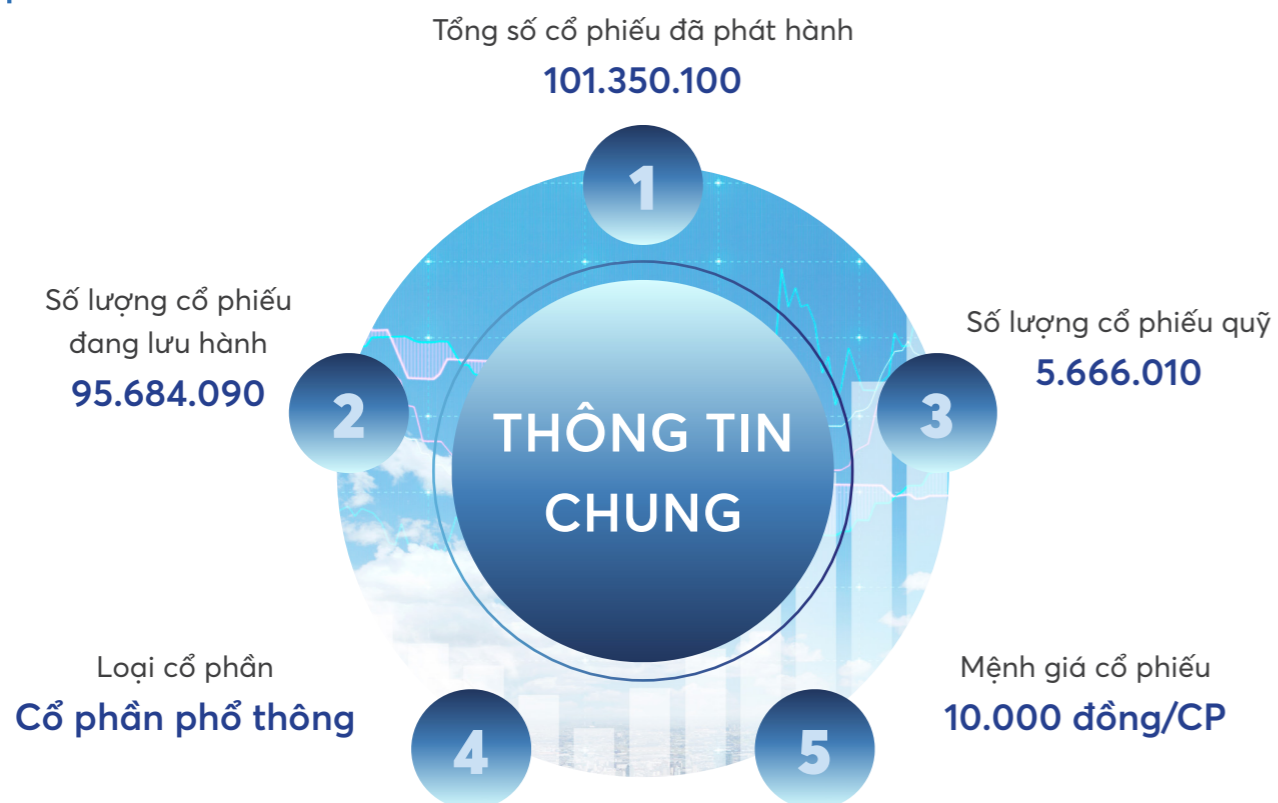 Tổng số cổ phiếu đã phát hành
101.350.100
1
Số lượng cổ phiếu
đang lưu hành
95.684.090
2
Số lượng cổ phiếu quỹ
5.666.010
3
THÔNG TIN
CHUNG
Loại cổ phần
Cổ phần phổ thông
4
Mệnh giá cổ phiếu
10.000 đồng/CP
5